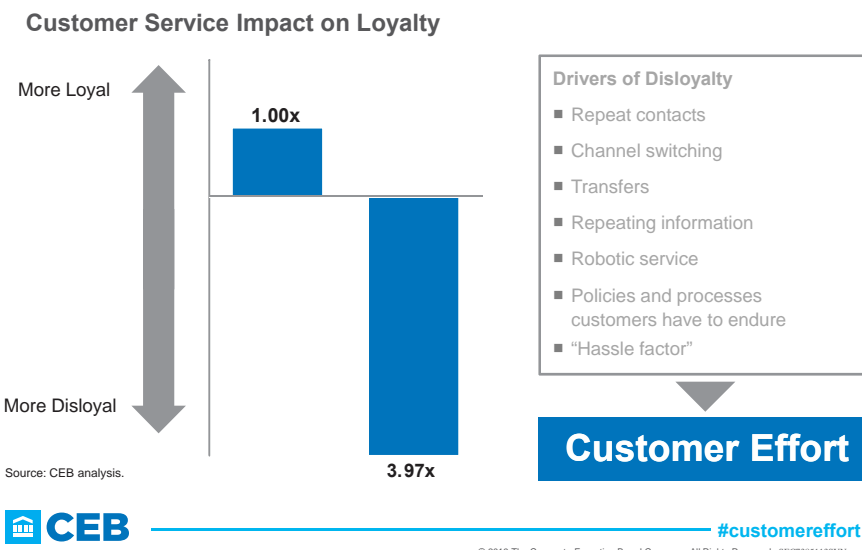 Customer Service Impact on Loyalty
More Loyal
1.00x
More Disloyal
3.97x
Source: CEB analysis.
Drivers of Disloyalty
■ Repeat contacts
■ Channel switching
■ Transfers
■ Repeating information
■ Robotic service
■ Policies and processes
customers have to endure
■ “Hassle factor”
Customer Effort
CEB
#customereffort